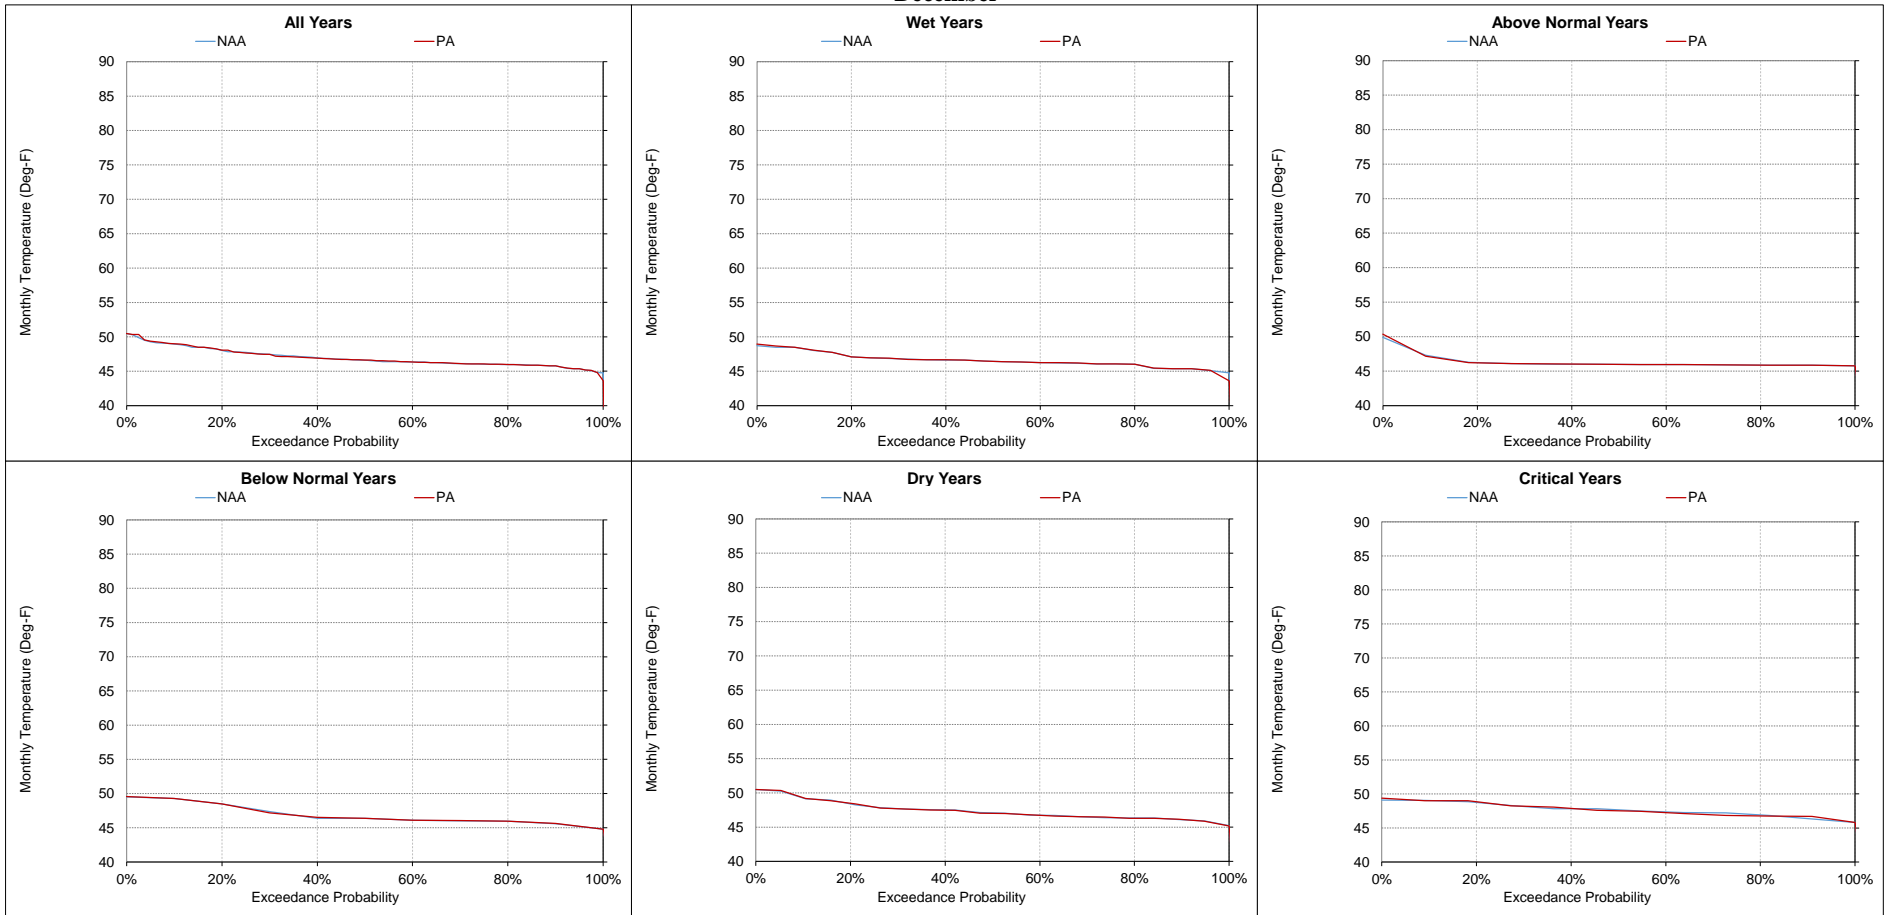 December
All Years
NAA PA
Monthly Temperature (Deg-F)
90
85
80
75
70
65
60
55
50
45
40
0% 20% 40% 60% 80% 100%
Exceedance Probability
Wet Years
NAA PA
Monthly Temperature (Deg-F)
90
85
80
75
70
65
60
55
50
45
40
0% 20% 40% 60% 80% 100%
Exceedance Probability
Above Normal Years
NAA PA
Monthly Temperature (Deg-F)
90
85
80
75
70
65
60
55
50
45
40
0% 20% 40% 60% 80% 100%
Exceedance Probability
Below Normal Years
NAA PA
Monthly Temperature (Deg-F)
90
85
80
75
70
65
60
55
50
45
40
0% 20% 40% 60% 80% 100%
Exceedance Probability
Dry Years
NAA PA
Monthly Temperature (Deg-F)
90
85
80
75
70
65
60
55
50
45
40
0% 20% 40% 60% 80% 100%
Exceedance Probability
Critical Years
NAA PA
Monthly Temperature (Deg-F)
90
85
80
75
70
65
60
55
50
45
40
0% 20% 40% 60% 80% 100%
Exceedance Probability